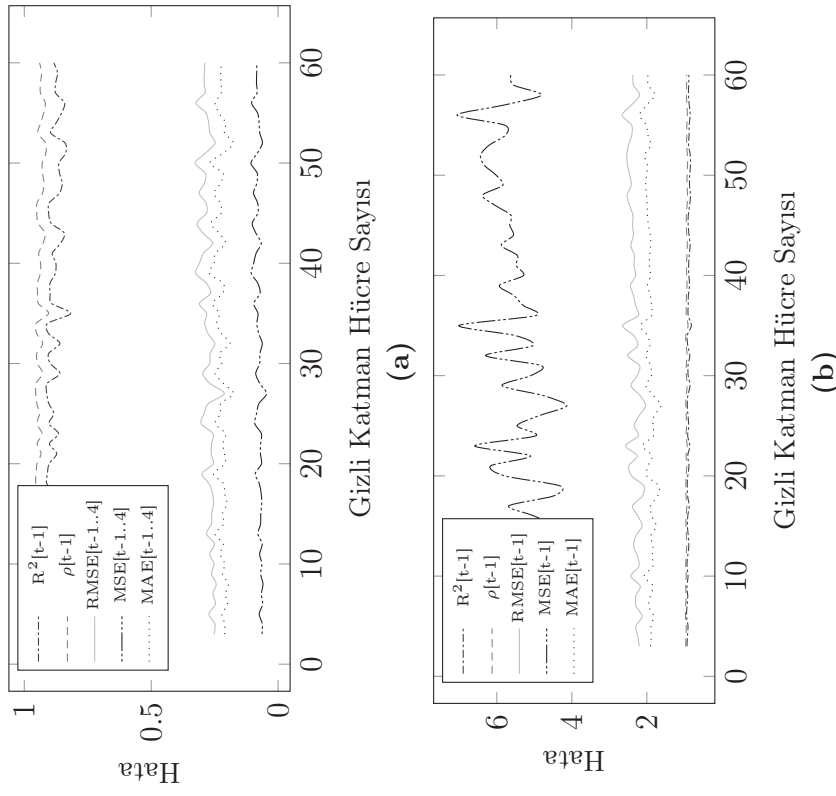 Hata
1
0.5
0
0
10
20
30
40
50
60
R²[t-1]
ρ[t-1]
RMSE[t-1..4]
MSE[t-1..4]
MAE[t-1..4]
Gizli Katman Hücre Sayısı
(a)
Hata
6
4
2
0
10
20
30
40
50
60
R²[t-1]
ρ[t-1]
RMSE[t-1]
MSE[t-1]
MAE[t-1]
Gizli Katman Hücre Sayısı
(b)